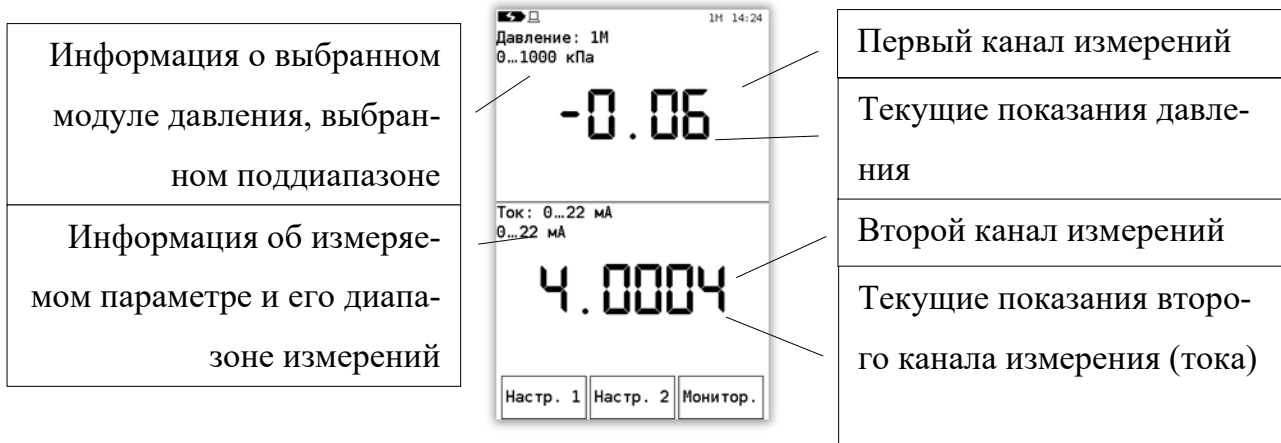 Информация о выбранном
модуле давления, выбран-
ном поддиапазоне
Информация об измеряе-
мом параметре и его диапа-
зоне измерений
1М 14:24
Давление: 1М
0…1000 кПа
-0.06
Ток: 0…22 мА
0…22 мА
4.0004
Настр. 1 Настр. 2 Монитор.
Первый канал измерений
Текущие показания давле-
ния
Второй канал измерений
Текущие показания второ-
го канала измерения (тока)